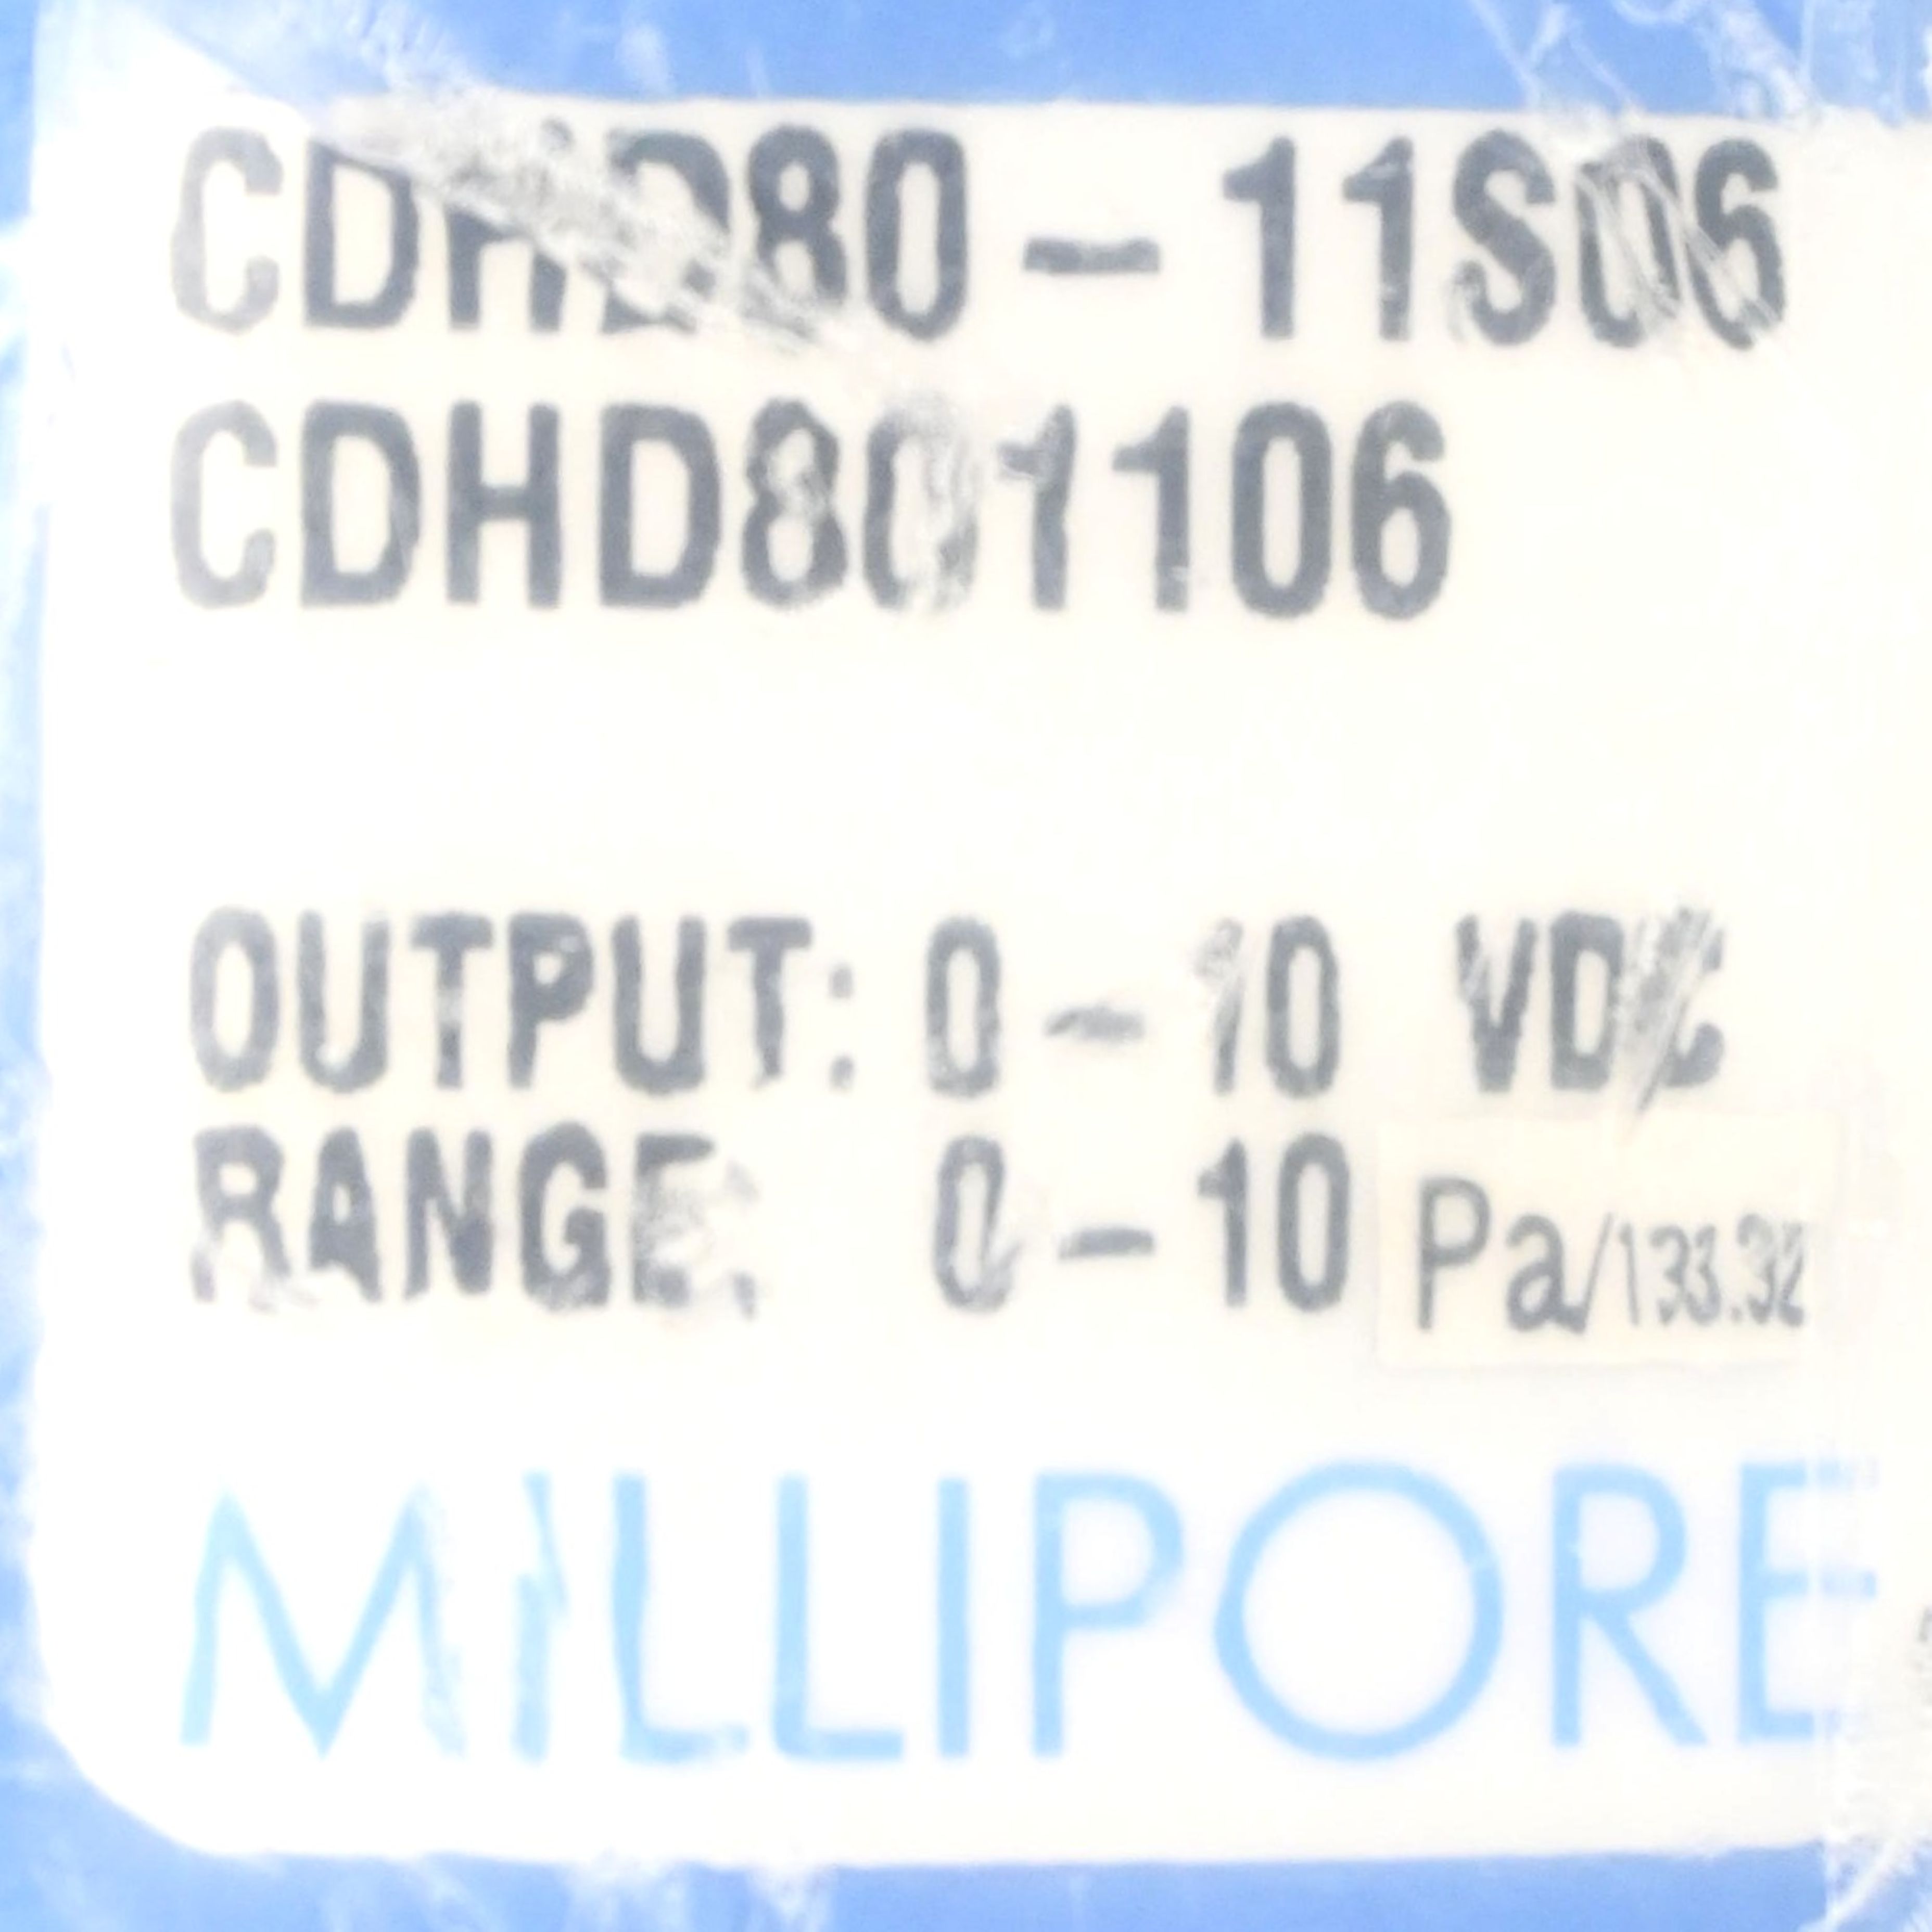 CDHD80-11S06
CDHD801106
OUTPUT: 0-10 VDC
RANGE: 0-10 Pa/133.32
MILLIPORE